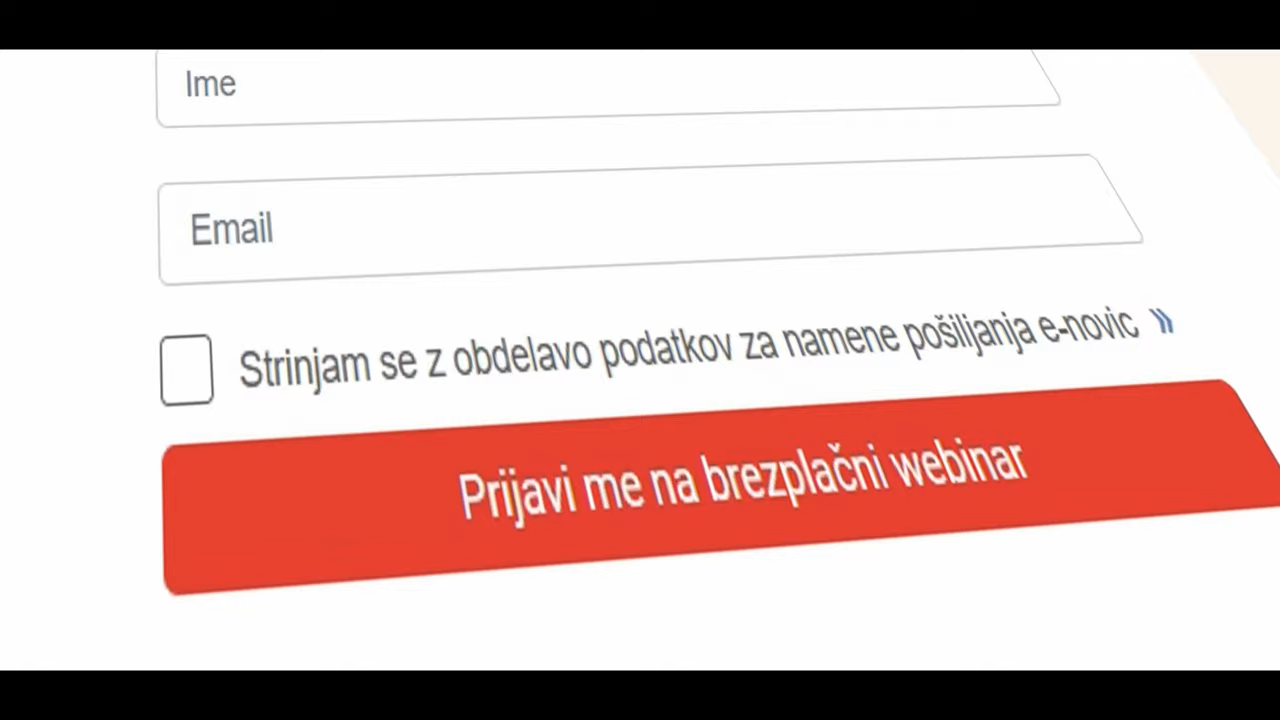 Ime
Email
Strinjam se z obdelavo podatkov za namene pošiljanja e-novic »
Prijavi me na brezplačni webinar